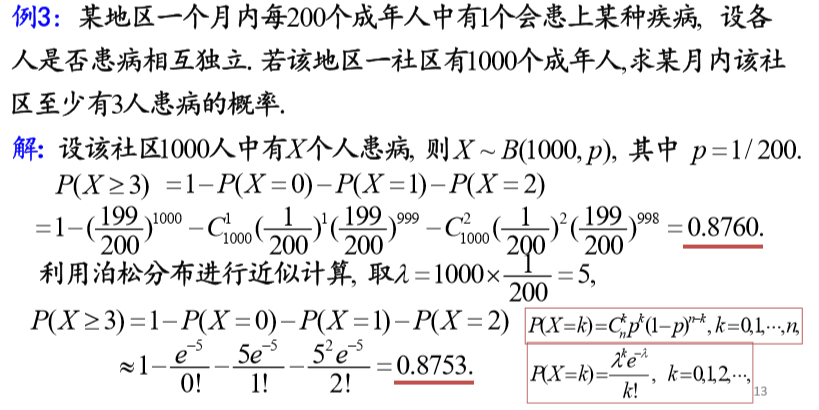 例3: 某地区一个月内每200个成年人中有1个会患上某种疾病, 设各
人是否患病相互独立. 若该地区一社区有1000个成年人,求某月内该社
区至少有3人患病的概率.
解: 设该社区1000人中有X个人患病, 则 X ~ B(1000, p), 其中 p = 1 / 200.
P(X ≥ 3) = 1 − P(X = 0) − P(X = 1) − P(X = 2)
= 1 − (199/200)^1000 − C_1000^1 (1/200)^1 (199/200)^999 − C_1000^2 (1/200)^2 (199/200)^998 = 0.8760.
利用泊松分布进行近似计算, 取 λ = 1000 × 1/200 = 5,
P(X ≥ 3) = 1 − P(X = 0) − P(X = 1) − P(X = 2)
≈ 1 − e^−5/0! − 5e^−5/1! − 5^2 e^−5/2! = 0.8753.
P(X=k)=C_n^k p^k (1−p)^n−k, k=0,1,⋯,n,
P(X=k)=λ^k e^−λ/k!, k=0,1,2,⋯,
13